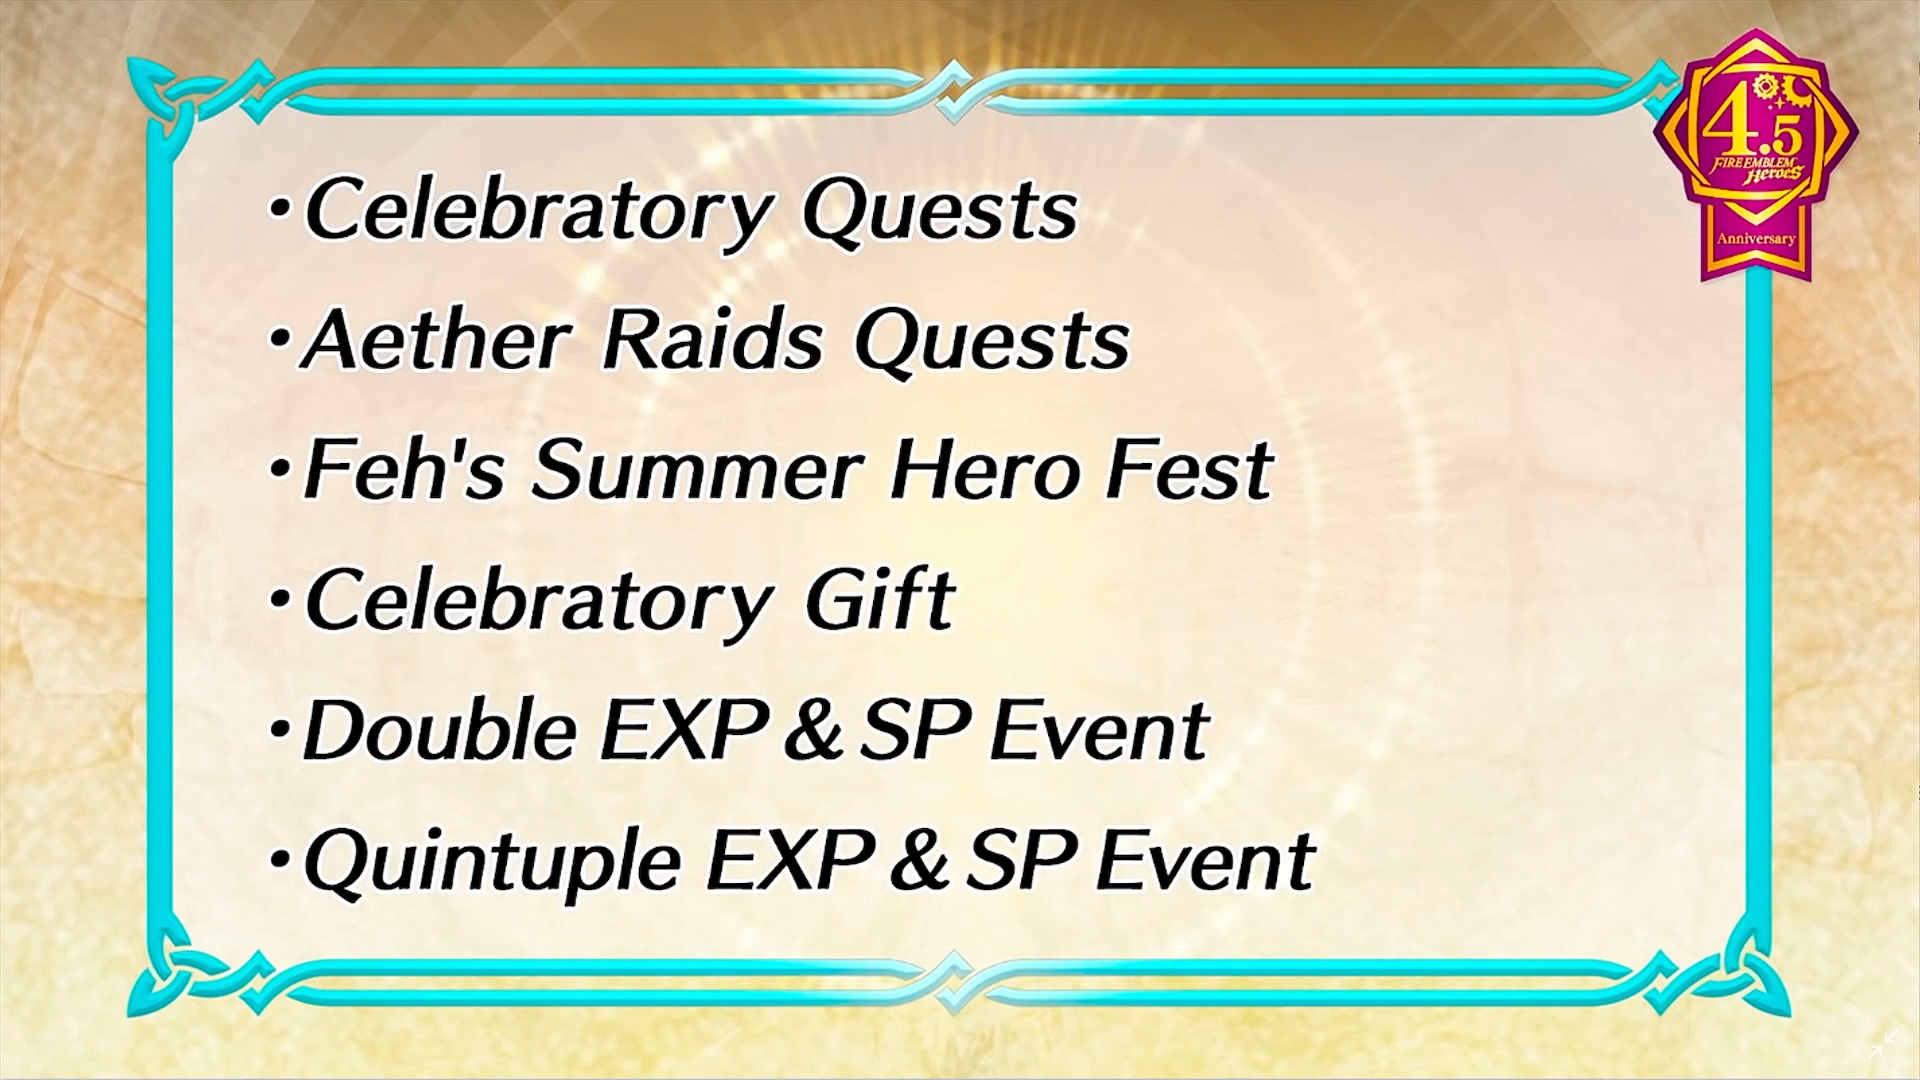 ・Celebratory Quests
・Aether Raids Quests
・Feh's Summer Hero Fest
・Celebratory Gift
・Double EXP & SP Event
・Quintuple EXP & SP Event
4.5
FIRE EMBLEM
Heroes
Anniversary